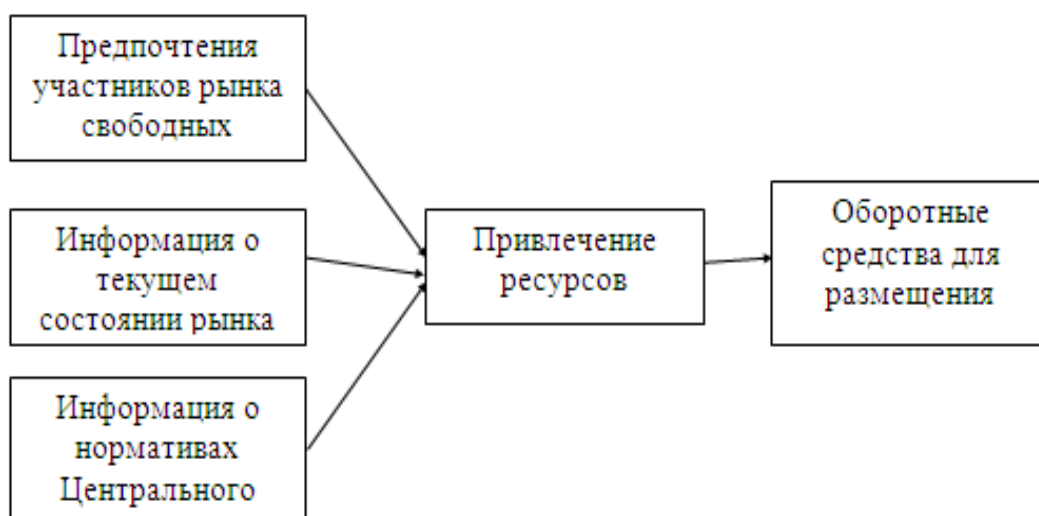 Предпочтения
участников рынка
свободных
Информация о
текущем
состоянии рынка
Информация о
нормативах
Центрального
Привлечение
ресурсов
Оборотные
средства для
размещения